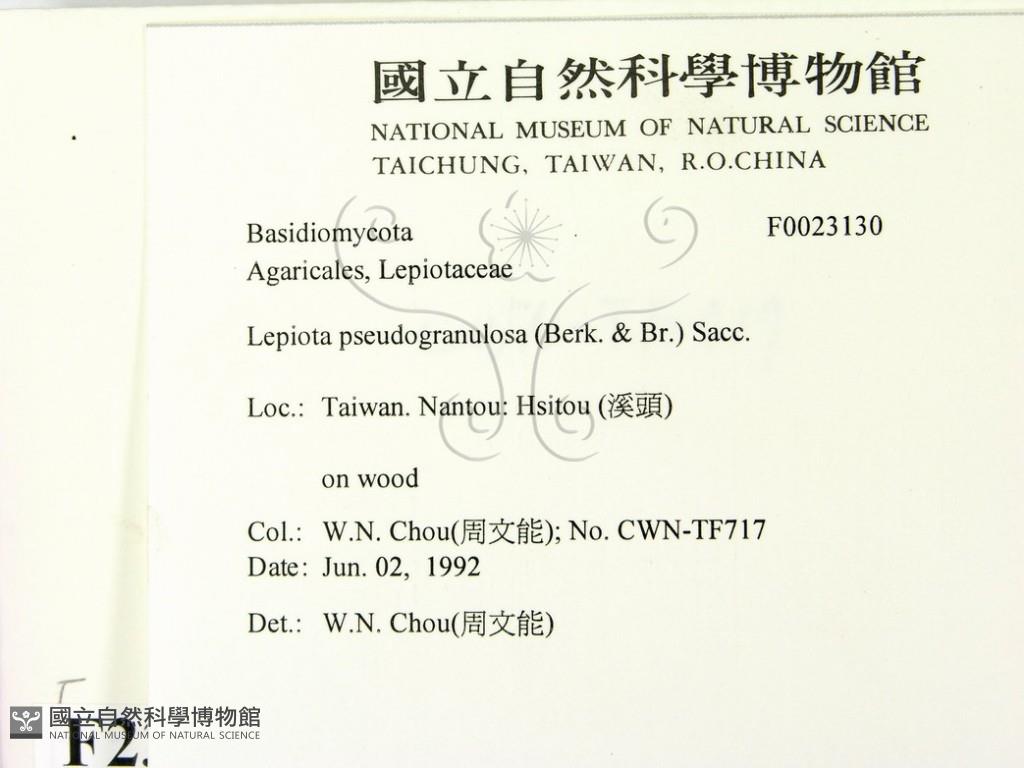 國立自然科學博物館
NATIONAL MUSEUM OF NATURAL SCIENCE
TAICHUNG, TAIWAN, R.O.CHINA
Basidiomycota F0023130
Agaricales, Lepiotaceae
Lepiota pseudogranulosa (Berk. & Br.) Sacc.
Loc.: Taiwan. Nantou: Hsitou (溪頭)
on wood
Col.: W.N. Chou(周文能); No. CWN-TF717
Date: Jun. 02, 1992
Det.: W.N. Chou(周文能)
國立自然科學博物館
NATIONAL MUSEUM OF NATURAL SCIENCE